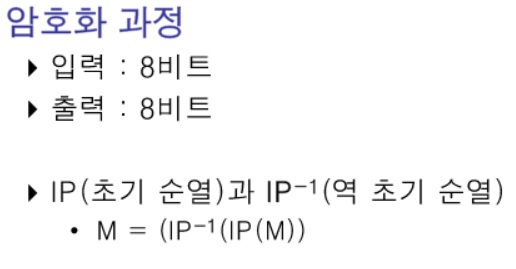 암호화 과정
▶ 입력 : 8비트
▶ 출력 : 8비트
▶ IP(초기 순열)과 IP⁻¹(역 초기 순열)
• M = (IP⁻¹(IP(M))